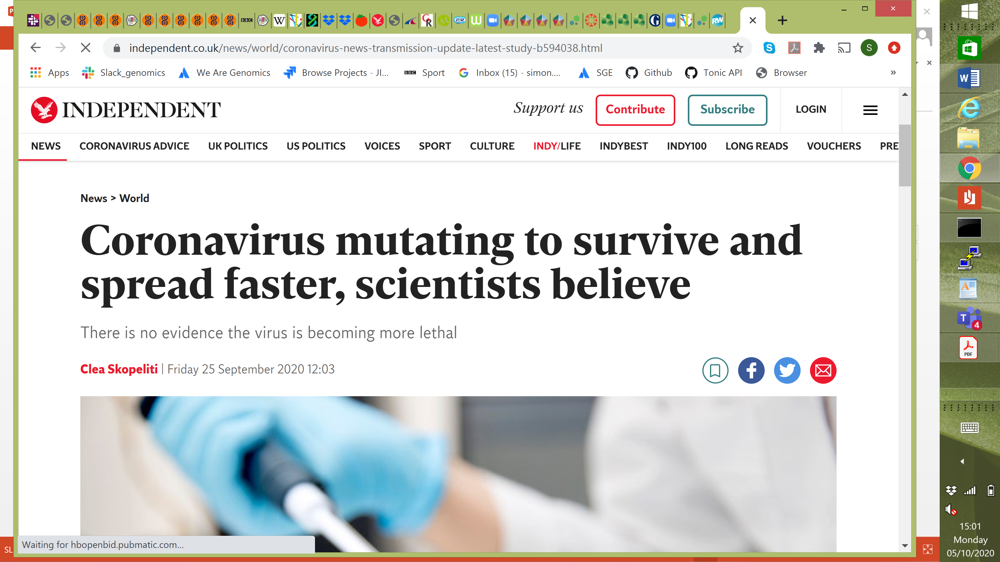 independent.co.uk/news/world/coronavirus-news-transmission-update-latest-study-b594038.html
S
Apps Slack_genomics We Are Genomics Browse Projects - JI... BBC Sport Inbox (15) - simon.... SGE Github Tonic API Browser »
INDEPENDENT Support us Contribute Subscribe LOGIN
NEWS CORONAVIRUS ADVICE UK POLITICS US POLITICS VOICES SPORT CULTURE INDY/LIFE INDYBEST INDY100 LONG READS VOUCHERS PRE
News > World
Coronavirus mutating to survive and
spread faster, scientists believe
There is no evidence the virus is becoming more lethal
Clea Skopeliti | Friday 25 September 2020 12:03
Waiting for hbopenbid.pubmatic.com...
SL
4
PDF
15:01
Monday
05/10/2020